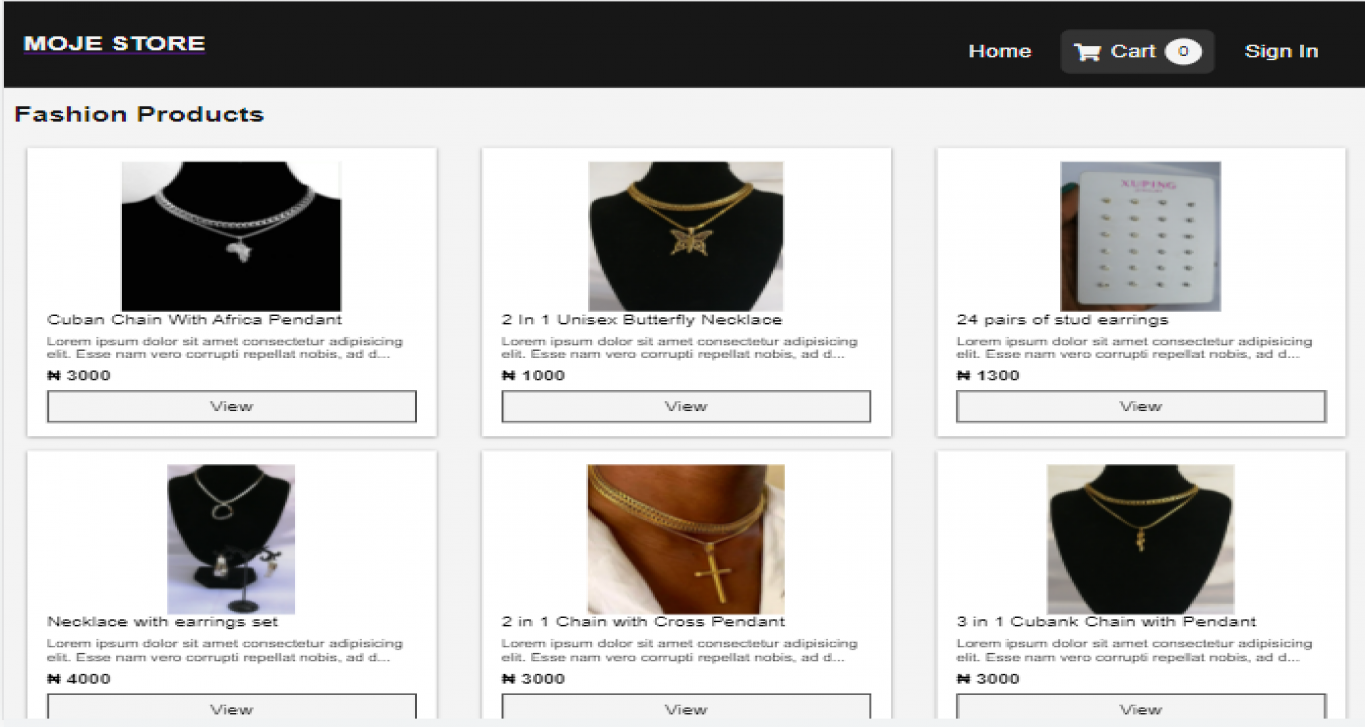 MOJE STORE
Home Cart 0 Sign In
Fashion Products
XUPING
Cuban Chain With Africa Pendant
Lorem ipsum dolor sit amet consectetur adipisicing
elit. Esse nam vero corrupti repellat nobis, ad d...
₦ 3000
View
2 In 1 Unisex Butterfly Necklace
Lorem ipsum dolor sit amet consectetur adipisicing
elit. Esse nam vero corrupti repellat nobis, ad d...
₦ 1000
View
24 pairs of stud earrings
Lorem ipsum dolor sit amet consectetur adipisicing
elit. Esse nam vero corrupti repellat nobis, ad d...
₦ 1300
View
Necklace with earrings set
Lorem ipsum dolor sit amet consectetur adipisicing
elit. Esse nam vero corrupti repellat nobis, ad d...
₦ 4000
View
2 in 1 Chain with Cross Pendant
Lorem ipsum dolor sit amet consectetur adipisicing
elit. Esse nam vero corrupti repellat nobis, ad d...
₦ 3000
View
3 in 1 Cubank Chain with Pendant
Lorem ipsum dolor sit amet consectetur adipisicing
elit. Esse nam vero corrupti repellat nobis, ad d...
₦ 3000
View